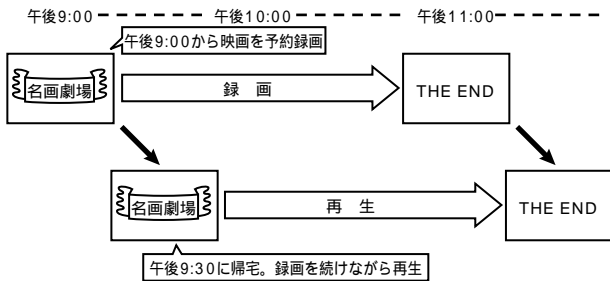 午後9:00 午後10:00 午後11:00
午後9:00から映画を予約録画
名画劇場
録 画
THE END
名画劇場
再 生
THE END
午後9:30に帰宅。録画を続けながら再生